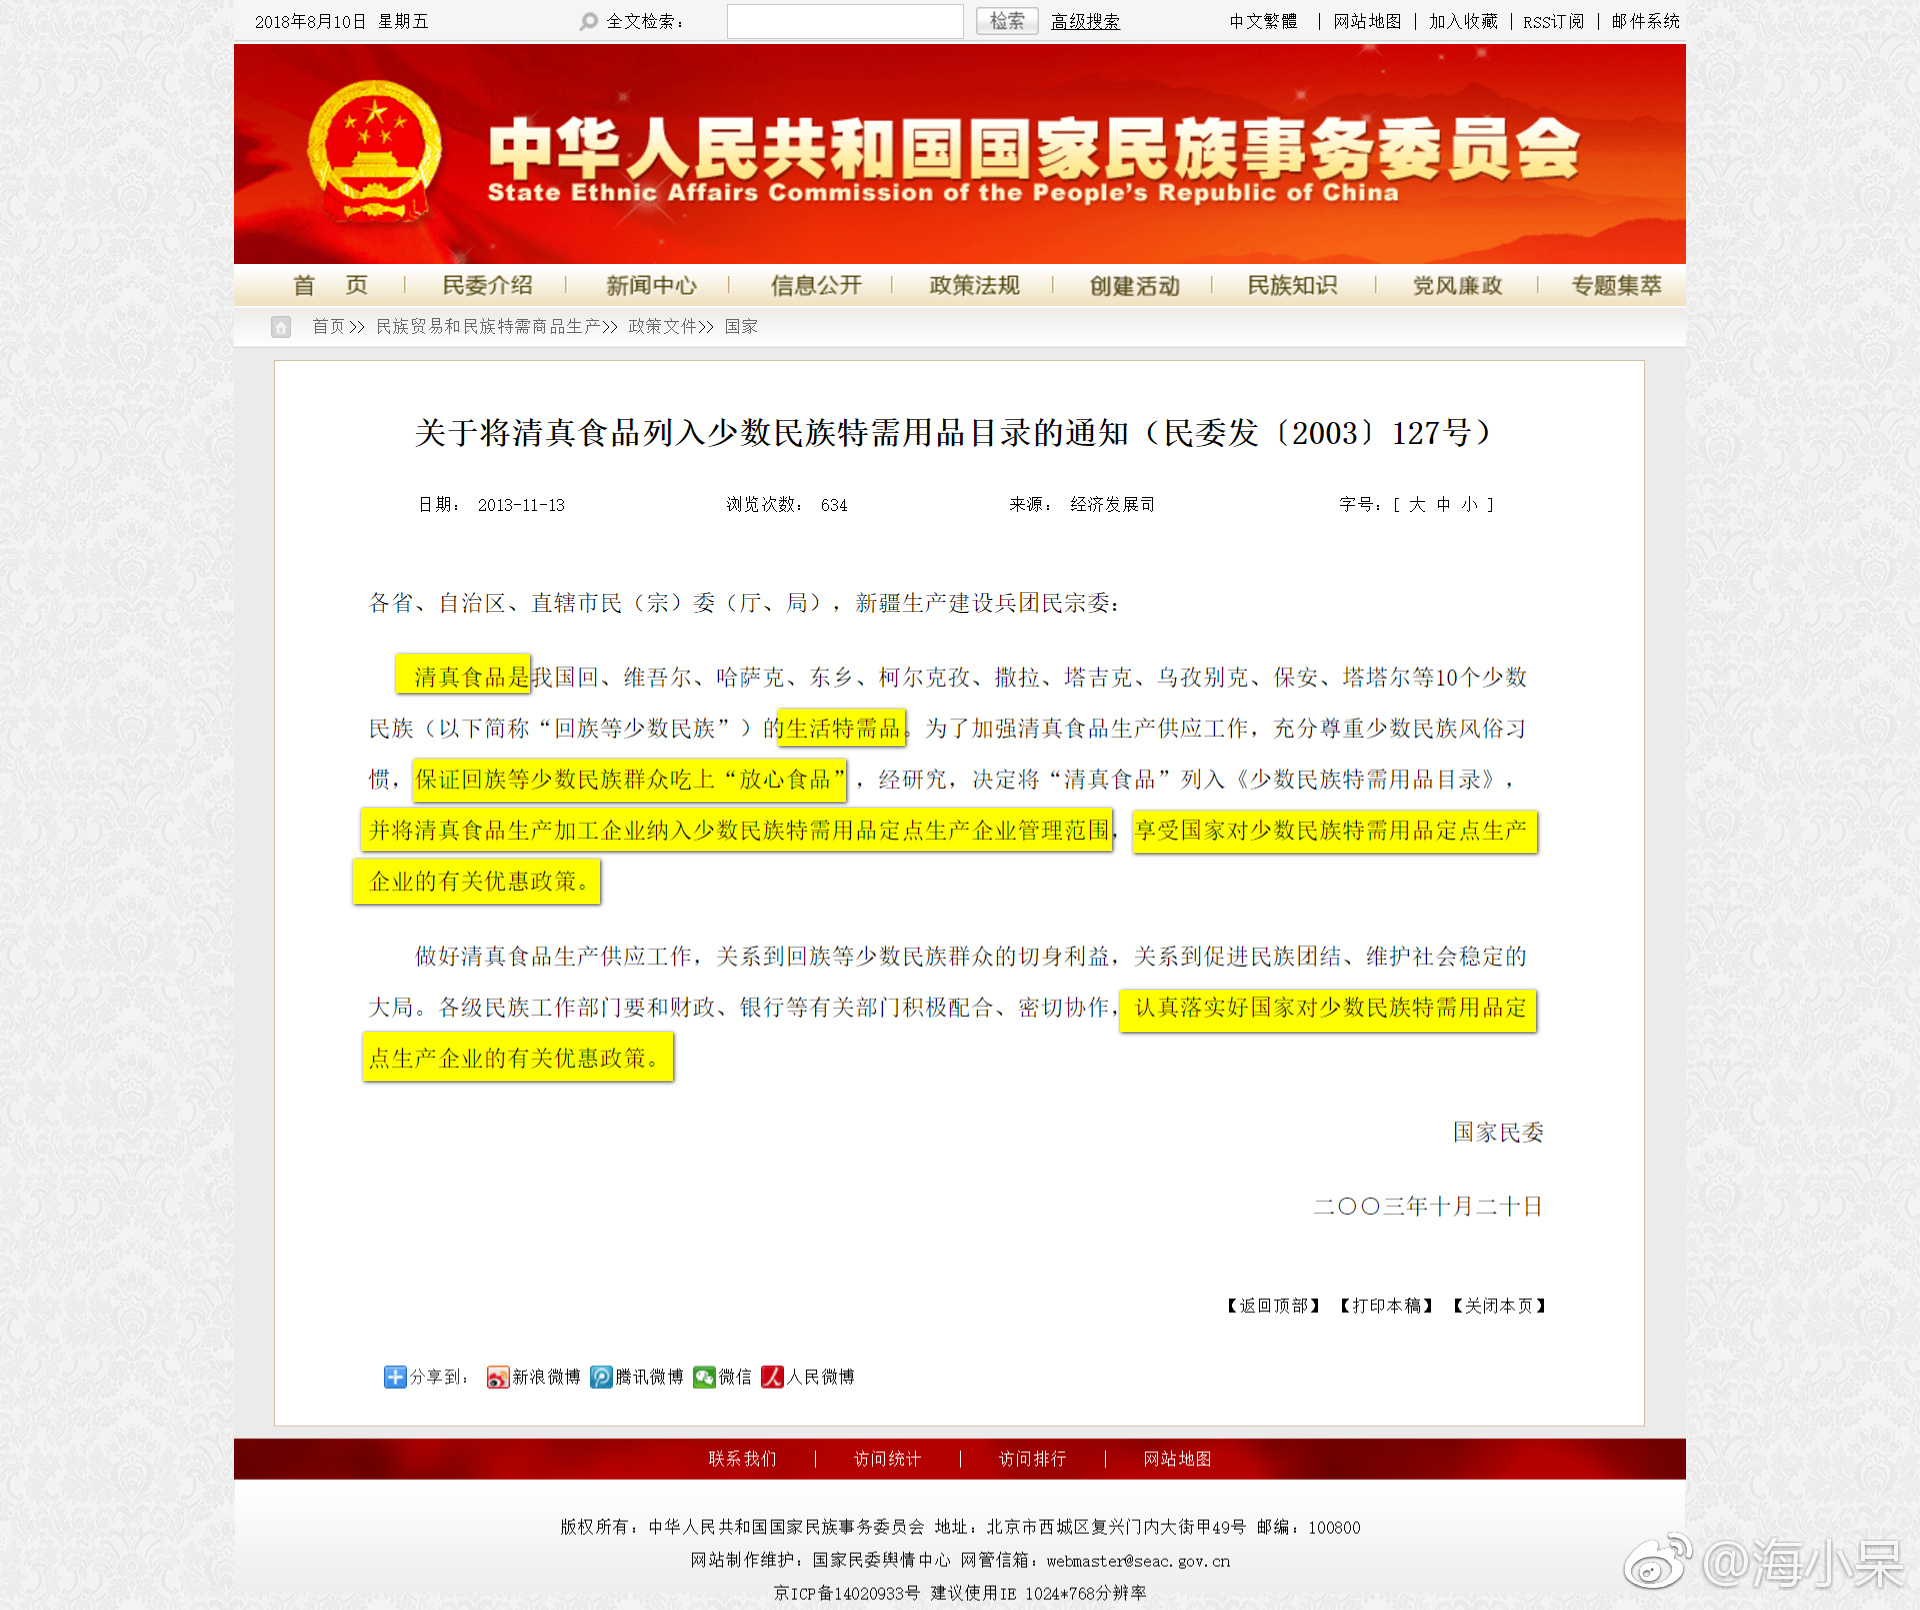 2018年8月10日 星期五 全文检索： 检索 高级搜索 中文繁體 | 网站地图 | 加入收藏 | RSS订阅 | 邮件系统
中华人民共和国国家民族事务委员会
State Ethnic Affairs Commission of the People's Republic of China
首 页 | 民委介绍 | 新闻中心 | 信息公开 | 政策法规 | 创建活动 | 民族知识 | 党风廉政 | 专题集萃
首页>> 民族贸易和民族特需商品生产>> 政策文件>> 国家
关于将清真食品列入少数民族特需用品目录的通知（民委发〔2003〕127号）
日期： 2013-11-13 浏览次数： 634 来源： 经济发展司 字号：[ 大 中 小 ]
各省、自治区、直辖市民（宗）委（厅、局），新疆生产建设兵团民宗委：
清真食品是我国回、维吾尔、哈萨克、东乡、柯尔克孜、撒拉、塔吉克、乌孜别克、保安、塔塔尔等10个少数
民族（以下简称“回族等少数民族”）的生活特需品。为了加强清真食品生产供应工作，充分尊重少数民族风俗习
惯，保证回族等少数民族群众吃上“放心食品”，经研究，决定将“清真食品”列入《少数民族特需用品目录》，
并将清真食品生产加工企业纳入少数民族特需用品定点生产企业管理范围，享受国家对少数民族特需用品定点生产
企业的有关优惠政策。
做好清真食品生产供应工作，关系到回族等少数民族群众的切身利益，关系到促进民族团结、维护社会稳定的
大局。各级民族工作部门要和财政、银行等有关部门积极配合、密切协作，认真落实好国家对少数民族特需用品定
点生产企业的有关优惠政策。
国家民委
二〇〇三年十月二十日
【返回顶部】 【打印本稿】 【关闭本页】
分享到： 新浪微博 腾讯微博 微信 人民微博
联系我们 | 访问统计 | 访问排行 | 网站地图
版权所有：中华人民共和国国家民族事务委员会 地址：北京市西城区复兴门内大街甲49号 邮编：100800
网站制作维护：国家民委舆情中心 网管信箱：webmaster@seac.gov.cn
京ICP备14020933号 建议使用IE 1024*768分辨率
@海小呆